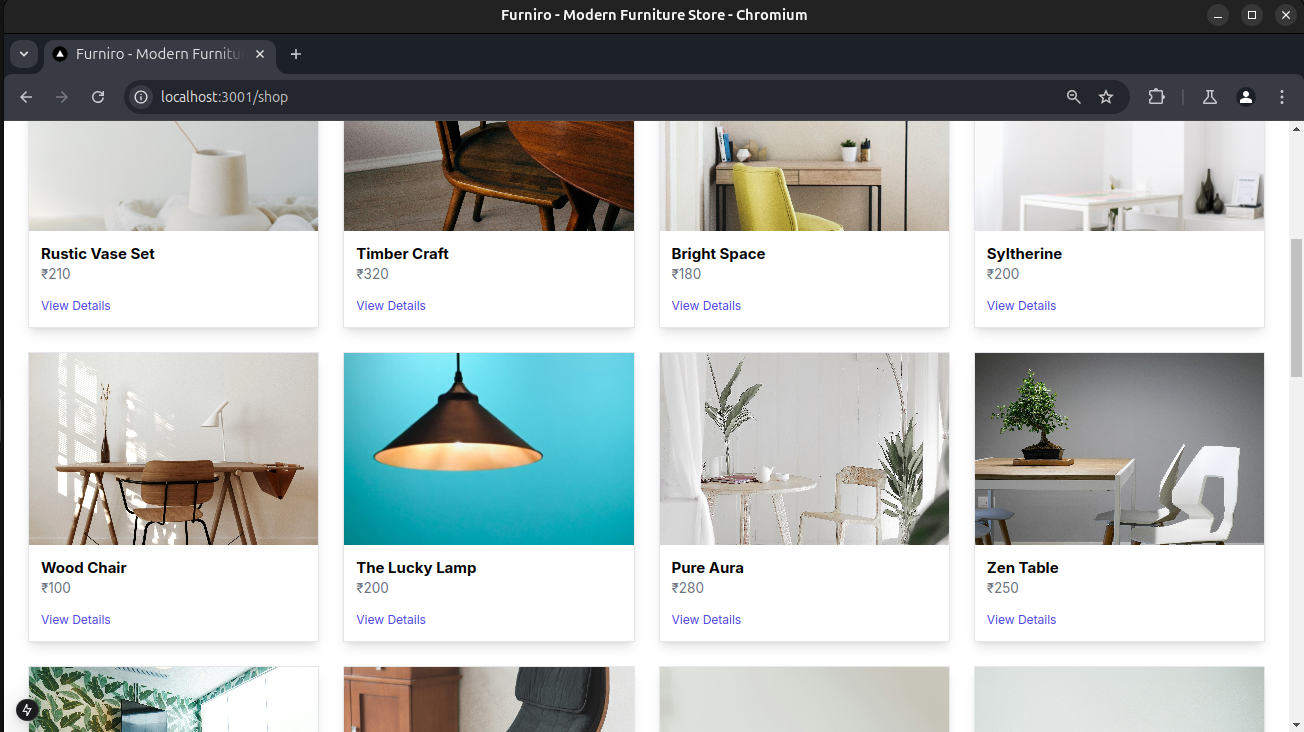 Furniro - Modern Furniture Store - Chromium
Furniro - Modern Furnitu
localhost:3001/shop
Rustic Vase Set
₹210
View Details
Timber Craft
₹320
View Details
Bright Space
₹180
View Details
Syltherine
₹200
View Details
Wood Chair
₹100
View Details
The Lucky Lamp
₹200
View Details
Pure Aura
₹280
View Details
Zen Table
₹250
View Details